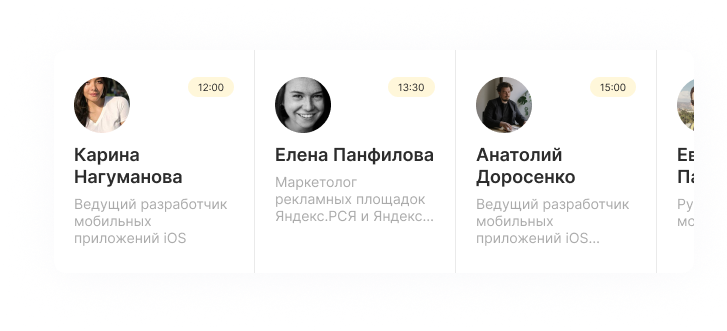 12:00
Карина
Нагуманова
Ведущий разработчик
мобильных
приложений iOS
13:30
Елена Панфилова
Маркетолог
рекламных площадок
Яндекс.РСЯ и Яндекс...
15:00
Анатолий
Доросенко
Ведущий разработчик
мобильных
приложений iOS...